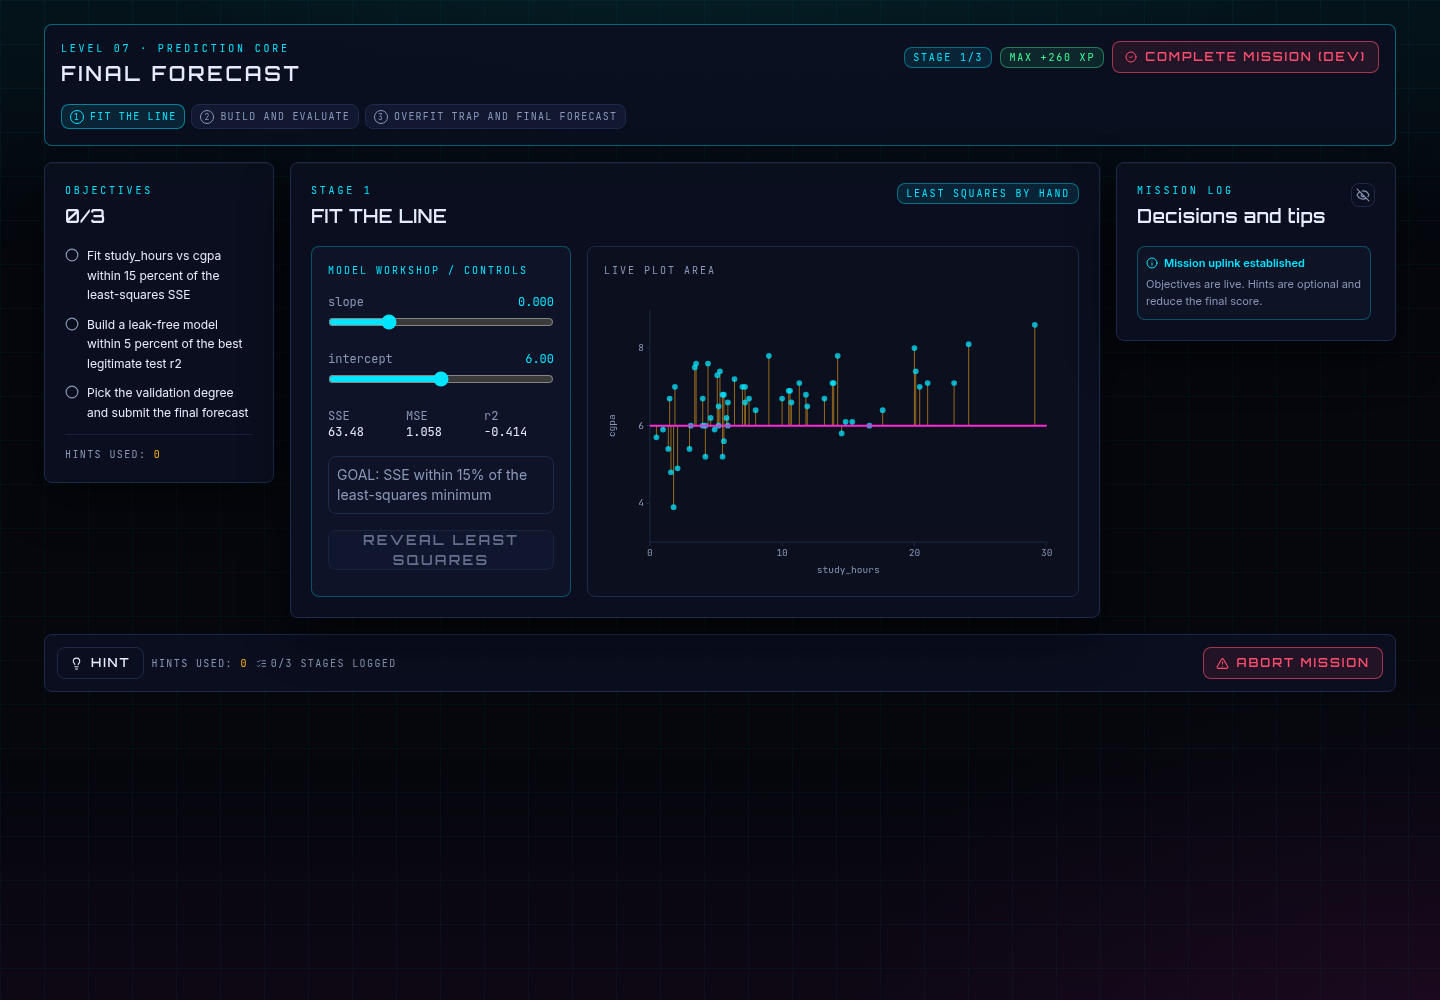 LEVEL 07 · PREDICTION CORE
FINAL FORECAST
STAGE 1/3
MAX +260 XP
COMPLETE MISSION (DEV)
1 FIT THE LINE
2 BUILD AND EVALUATE
3 OVERFIT TRAP AND FINAL FORECAST
OBJECTIVES
0/3
Fit study_hours vs cgpa
within 15 percent of the
least-squares SSE
Build a leak-free model
within 5 percent of the best
legitimate test r2
Pick the validation degree
and submit the final forecast
HINTS USED: 0
STAGE 1
FIT THE LINE
LEAST SQUARES BY HAND
MODEL WORKSHOP / CONTROLS
slope 0.000
intercept 6.00
SSE MSE r2
63.48 1.058 -0.414
GOAL: SSE within 15% of the
least-squares minimum
REVEAL LEAST
SQUARES
LIVE PLOT AREA
8
6
4
cgpa
0 10 20 30
study_hours
MISSION LOG
Decisions and tips
Mission uplink established
Objectives are live. Hints are optional and
reduce the final score.
HINT
HINTS USED: 0
0/3 STAGES LOGGED
ABORT MISSION